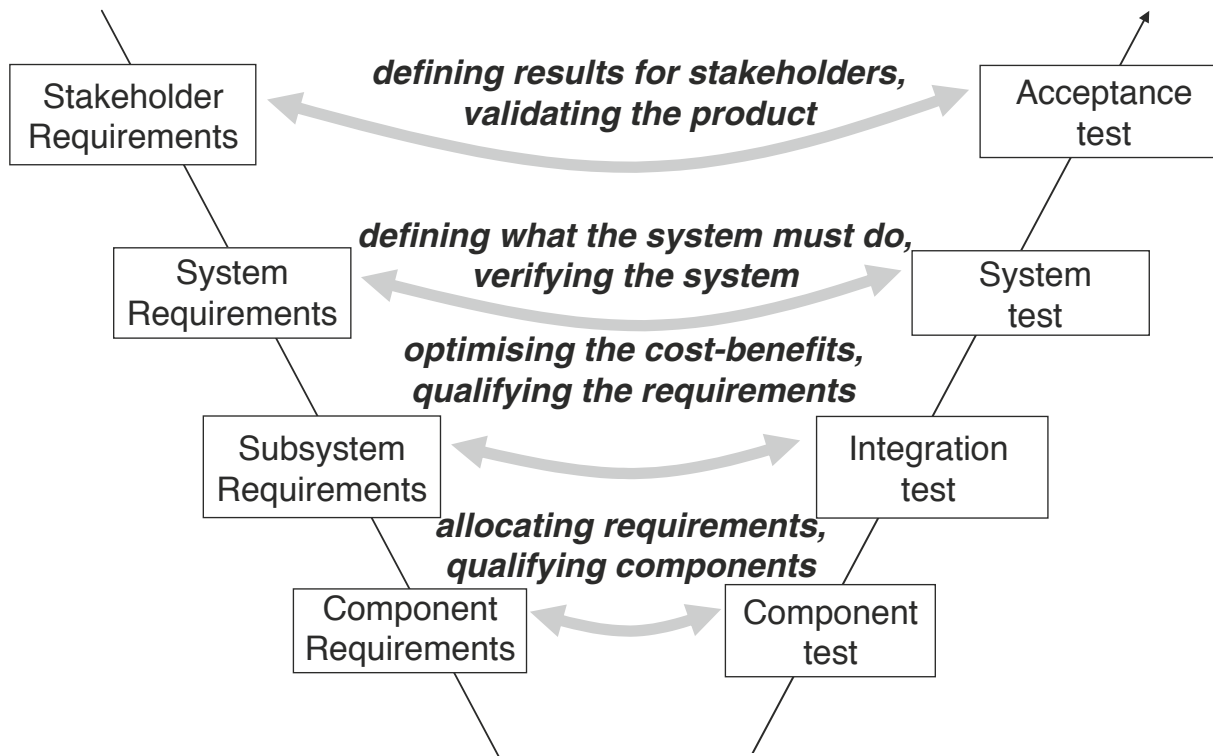 defining results for stakeholders,
validating the product
Stakeholder
Requirements
Acceptance
test
defining what the system must do,
verifying the system
System
Requirements
System
test
optimising the cost-benefits,
qualifying the requirements
Subsystem
Requirements
Integration
test
allocating requirements,
qualifying components
Component
Requirements
Component
test